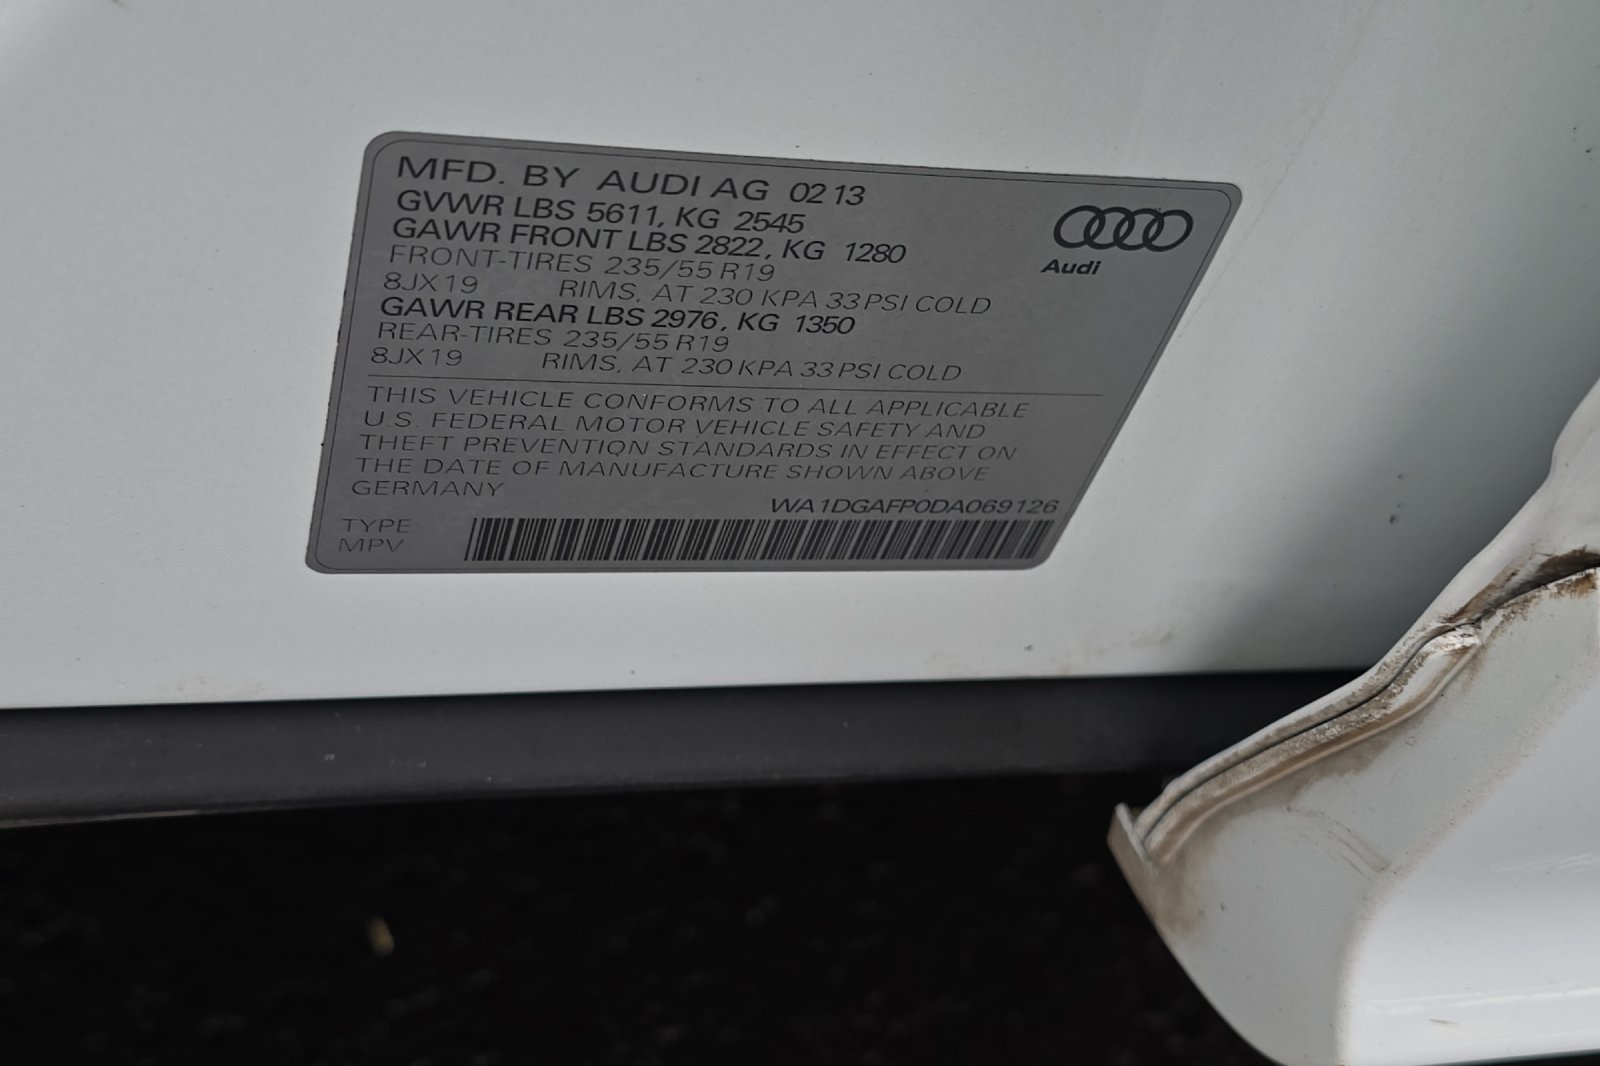 MFD. BY AUDI AG 02 13
GVWR LBS 5611, KG 2545
GAWR FRONT LBS 2822, KG 1280
FRONT-TIRES 235/55 R19
8JX19 RIMS, AT 230 KPA 33 PSI COLD
GAWR REAR LBS 2976, KG 1350
REAR-TIRES 235/55 R19
8JX19 RIMS, AT 230 KPA 33 PSI COLD
Audi
THIS VEHICLE CONFORMS TO ALL APPLICABLE
U.S. FEDERAL MOTOR VEHICLE SAFETY AND
THEFT PREVENTION STANDARDS IN EFFECT ON
THE DATE OF MANUFACTURE SHOWN ABOVE
GERMANY
WA1DGAFP0DA069126
TYPE
MPV